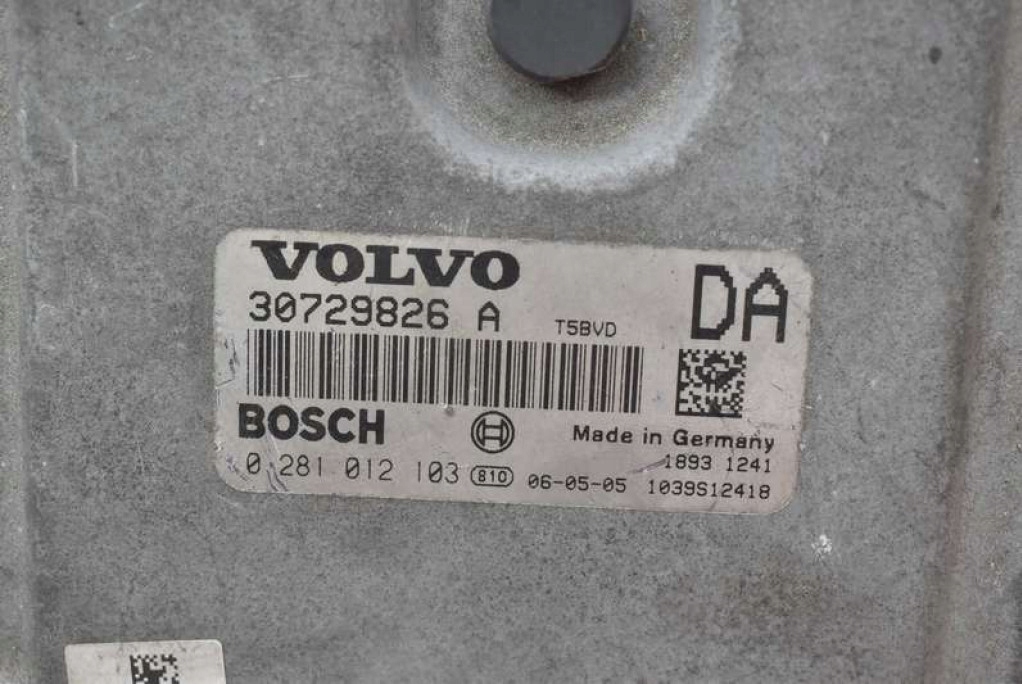 VOLVO
30729826 A T5BVD DA
BOSCH Made in Germany
1893 1241
0 281 012 103 810 06-05-05 1039S12418